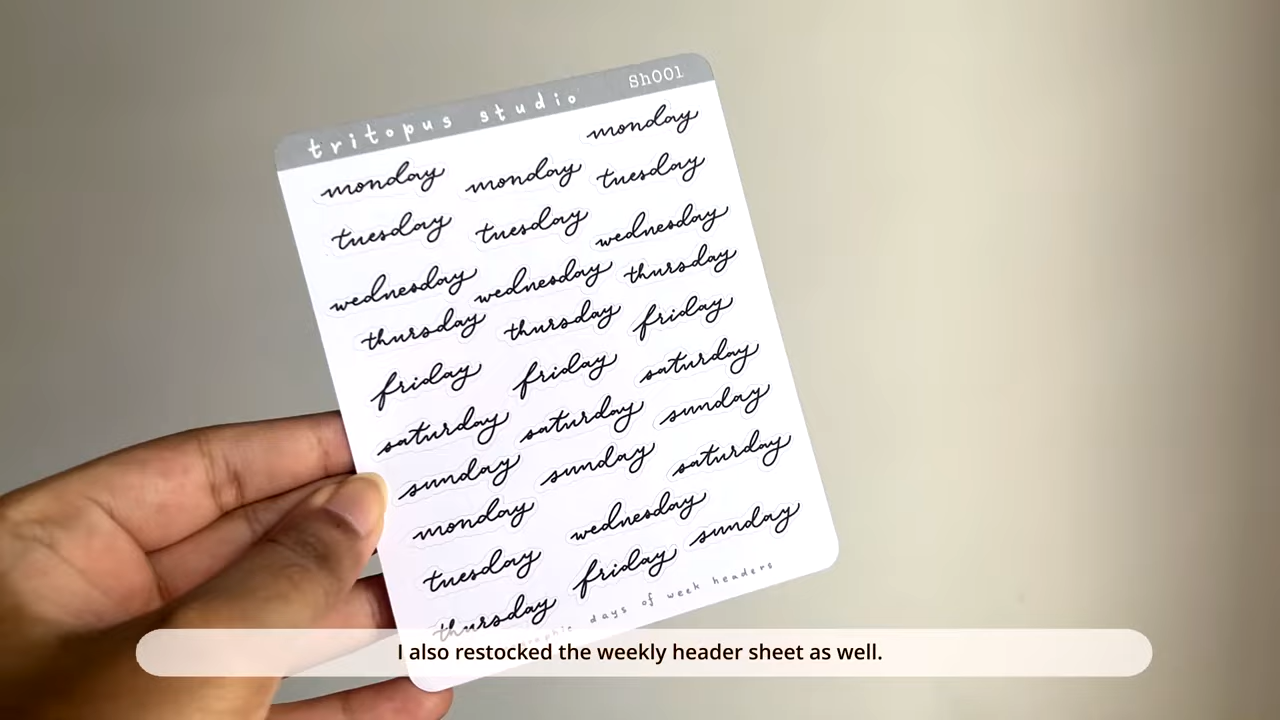 tritopus studio Sh001
monday monday monday
tuesday tuesday tuesday
wednesday wednesday wednesday
thursday thursday thursday
friday friday friday
saturday saturday saturday
sunday sunday sunday
monday wednesday saturday
tuesday friday sunday
thursday
days of week headers
I also restocked the weekly header sheet as well.